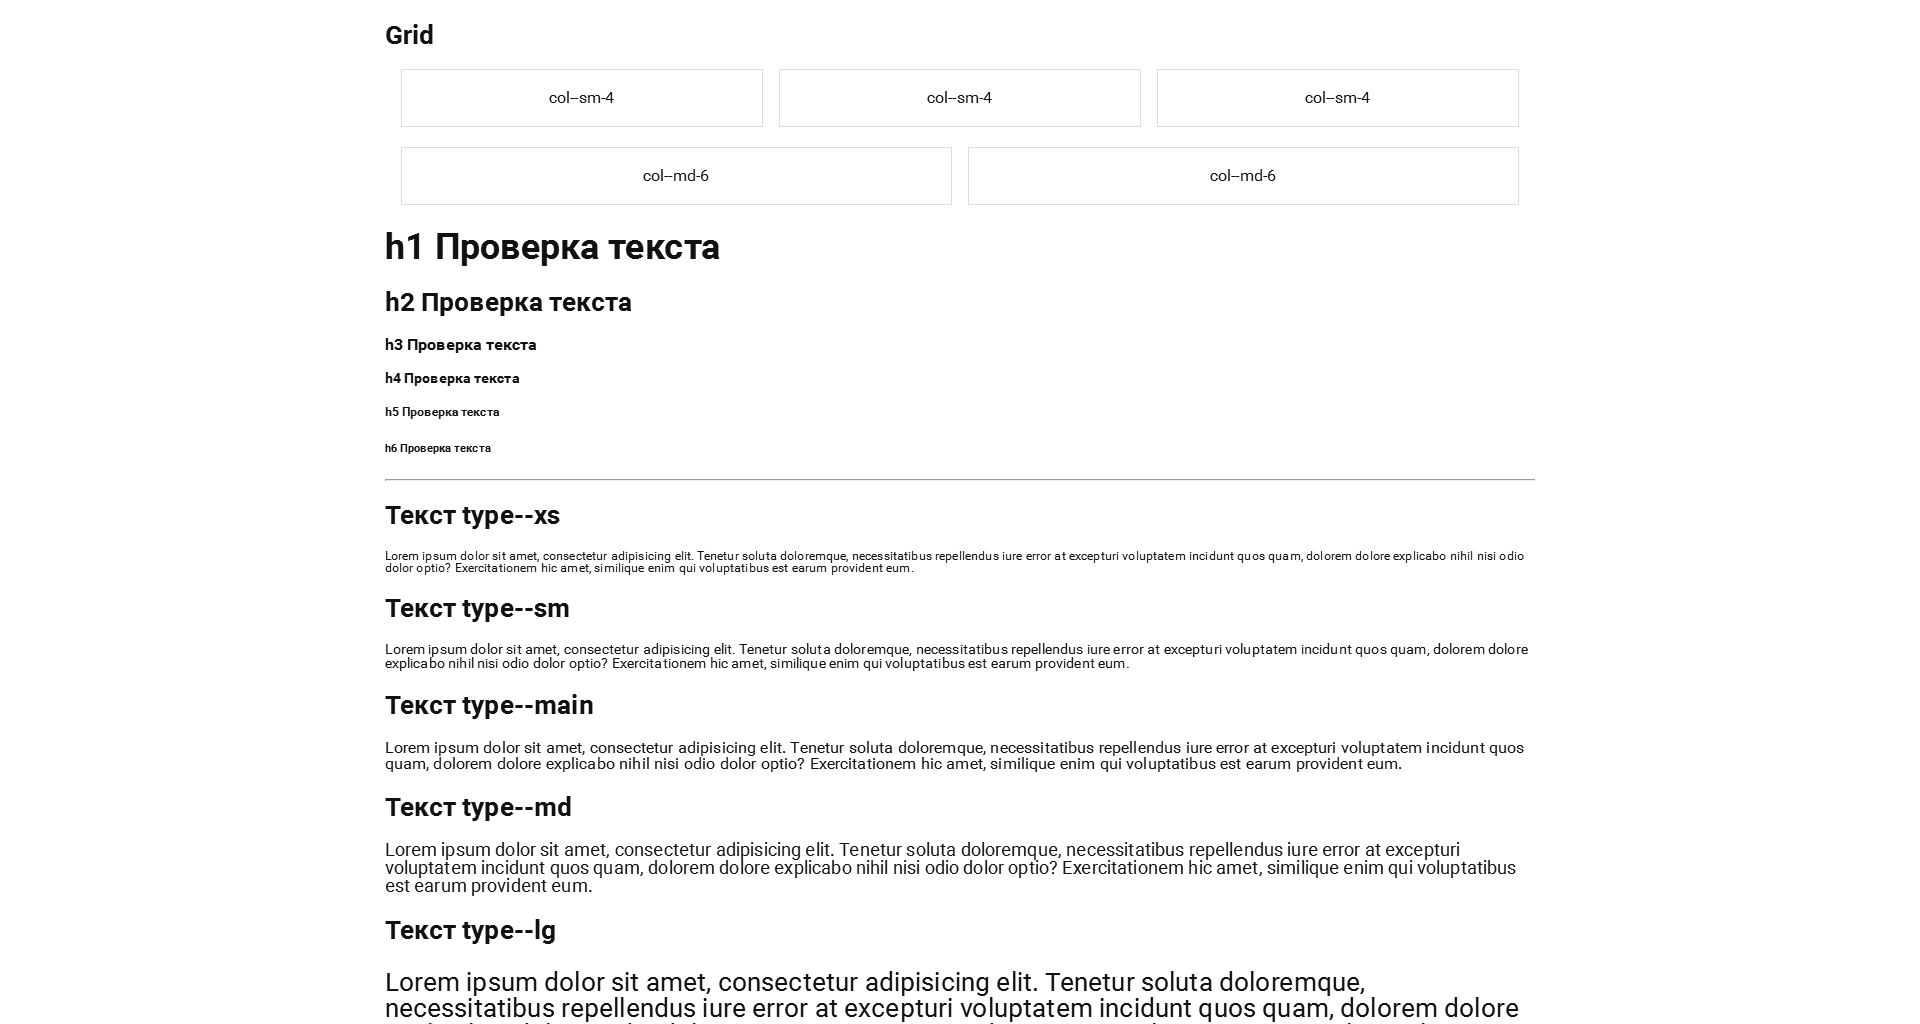 Grid
col--sm-4 col--sm-4 col--sm-4
col--md-6 col--md-6
h1 Проверка текста
h2 Проверка текста
h3 Проверка текста
h4 Проверка текста
h5 Проверка текста
h6 Проверка текста
Текст type--xs
Lorem ipsum dolor sit amet, consectetur adipisicing elit. Tenetur soluta doloremque, necessitatibus repellendus iure error at excepturi voluptatem incidunt quos quam, dolorem dolore explicabo nihil nisi odio
dolor optio? Exercitationem hic amet, similique enim qui voluptatibus est earum provident eum.
Текст type--sm
Lorem ipsum dolor sit amet, consectetur adipisicing elit. Tenetur soluta doloremque, necessitatibus repellendus iure error at excepturi voluptatem incidunt quos quam, dolorem dolore
explicabo nihil nisi odio dolor optio? Exercitationem hic amet, similique enim qui voluptatibus est earum provident eum.
Текст type--main
Lorem ipsum dolor sit amet, consectetur adipisicing elit. Tenetur soluta doloremque, necessitatibus repellendus iure error at excepturi voluptatem incidunt quos
quam, dolorem dolore explicabo nihil nisi odio dolor optio? Exercitationem hic amet, similique enim qui voluptatibus est earum provident eum.
Текст type--md
Lorem ipsum dolor sit amet, consectetur adipisicing elit. Tenetur soluta doloremque, necessitatibus repellendus iure error at excepturi
voluptatem incidunt quos quam, dolorem dolore explicabo nihil nisi odio dolor optio? Exercitationem hic amet, similique enim qui voluptatibus
est earum provident eum.
Текст type--lg
Lorem ipsum dolor sit amet, consectetur adipisicing elit. Tenetur soluta doloremque,
necessitatibus repellendus iure error at excepturi voluptatem incidunt quos quam, dolorem dolore